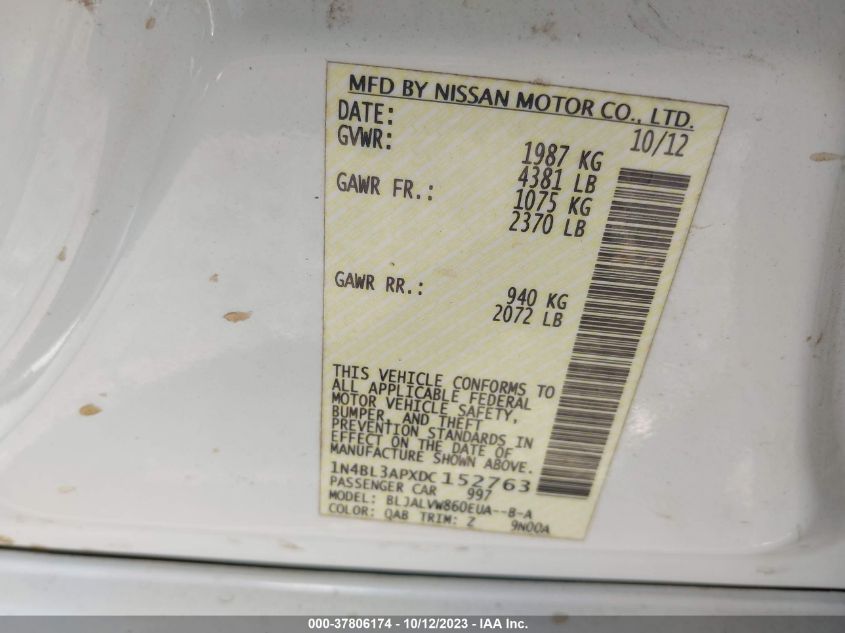 MFD BY NISSAN MOTOR CO., LTD.
DATE: 10/12
GVWR: 1987 KG
4381 LB
GAWR FR.: 1075 KG
2370 LB
GAWR RR.: 940 KG
2072 LB
THIS VEHICLE CONFORMS TO
ALL APPLICABLE FEDERAL
MOTOR VEHICLE SAFETY,
BUMPER, AND THEFT
PREVENTION STANDARDS IN
EFFECT ON THE DATE OF
MANUFACTURE SHOWN ABOVE.
1N4BL3APXDC152763
PASSENGER CAR 997
MODEL: BLJALVW860EUA--B-A
COLOR: QAB TRIM: Z 9N00A
000-37806174 - 10/12/2023 - IAA Inc.